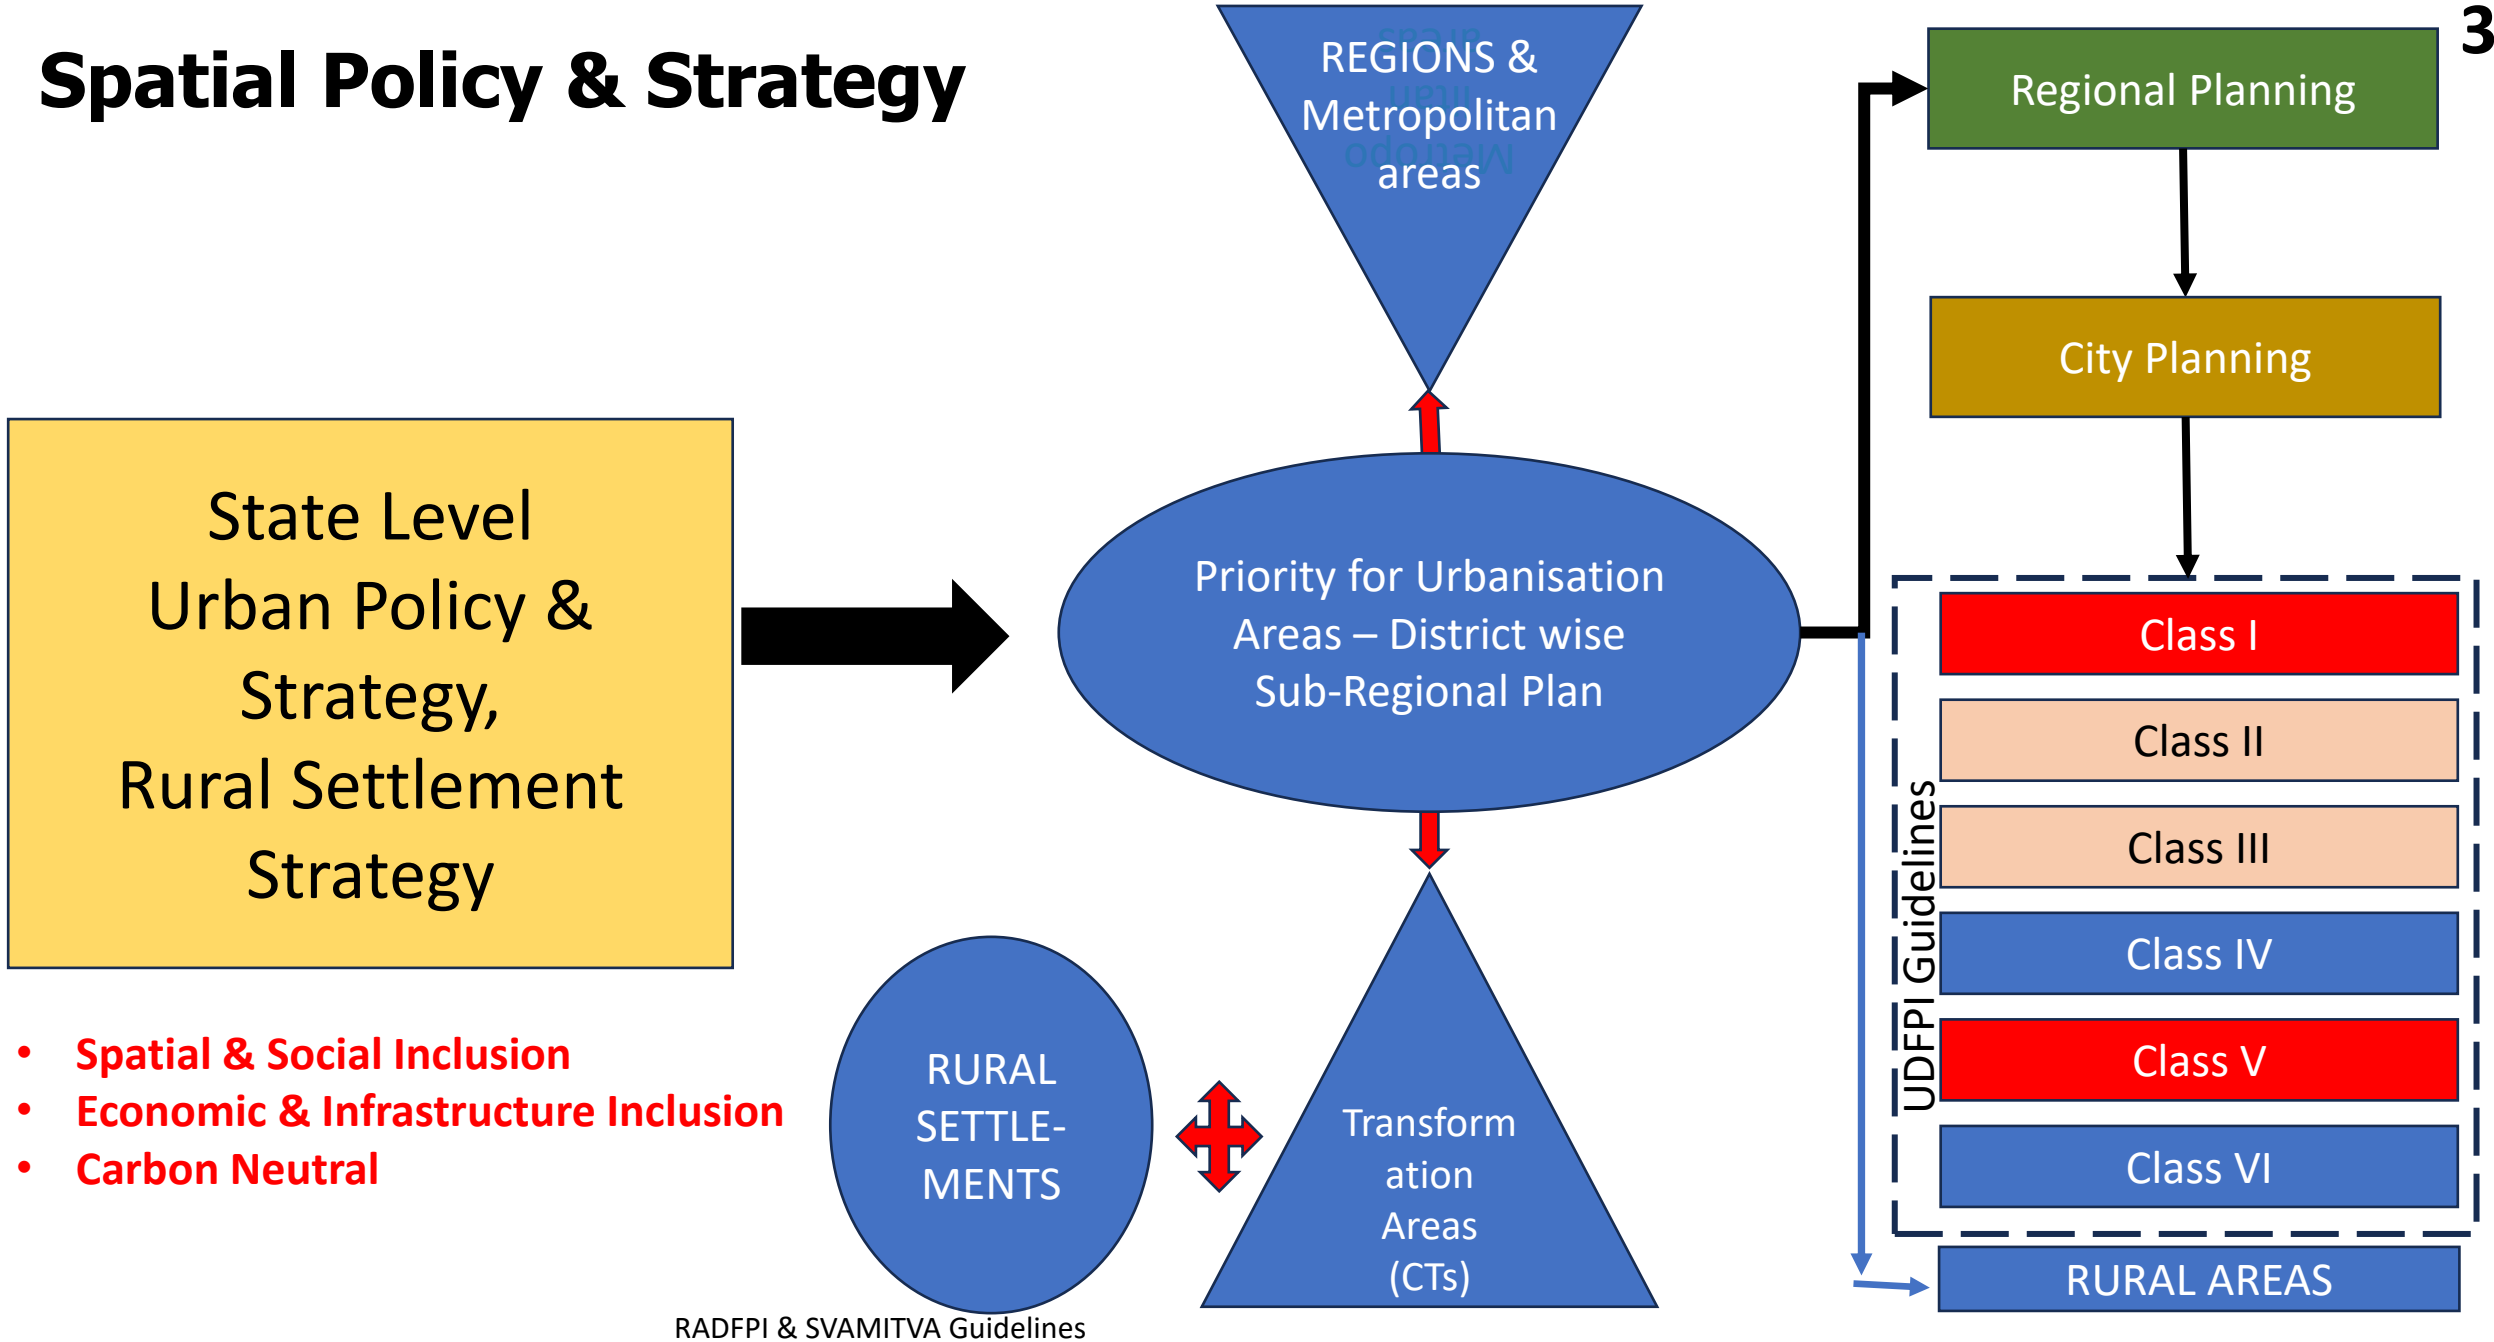 3
Spatial Policy & Strategy
REGIONS &
Metropolitan
areas
Metropo
litan
areas
Regional Planning
City Planning
State Level
Urban Policy &
Strategy,
Rural Settlement
Strategy
Priority for Urbanisation
Areas – District wise
Sub-Regional Plan
UDFPI Guidelines
Class I
Class II
Class III
Class IV
Class V
Class VI
RURAL AREAS
• Spatial & Social Inclusion
• Economic & Infrastructure Inclusion
• Carbon Neutral
RURAL
SETTLE-
MENTS
Transform
ation
Areas
(CTs)
RADFPI & SVAMITVA Guidelines